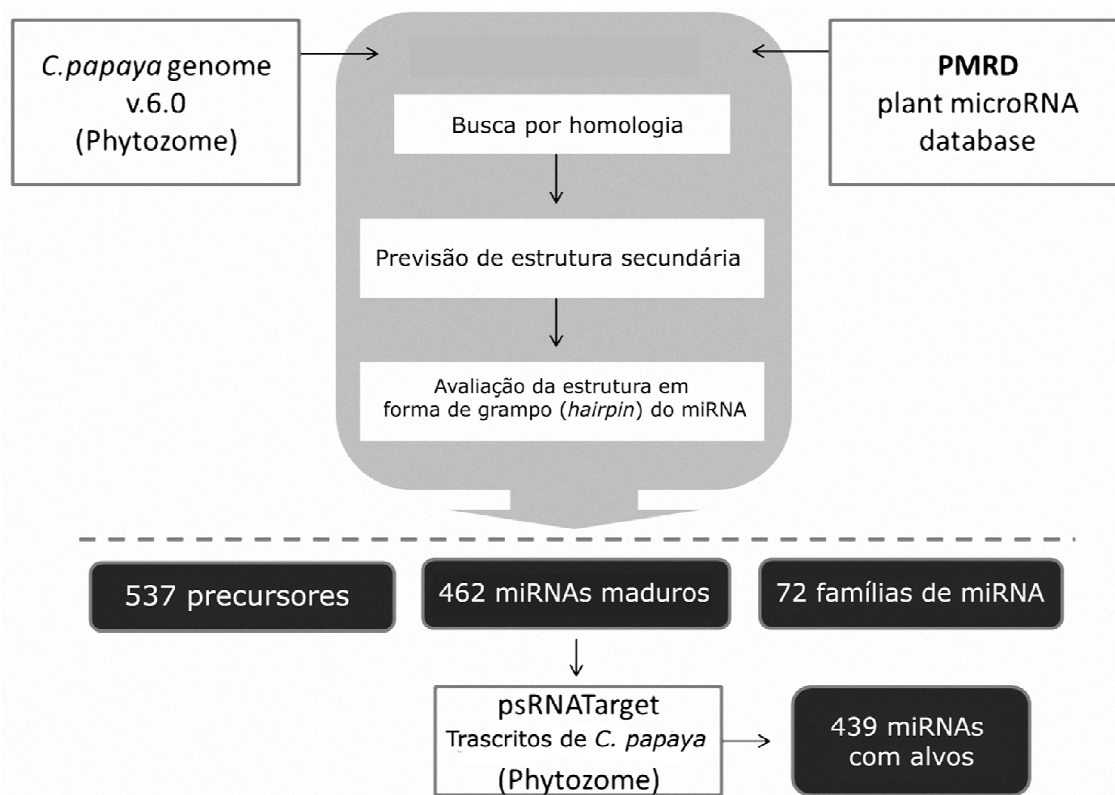 C.papaya genome
v.6.0
(Phytozome)
PMRD
plant microRNA
database
Busca por homologia
Previsão de estrutura secundária
Avaliação da estrutura em
forma de grampo (hairpin) do miRNA
537 precursores
462 miRNAs maduros
72 famílias de miRNA
psRNATarget
Trascritos de C. papaya
(Phytozome)
439 miRNAs
com alvos